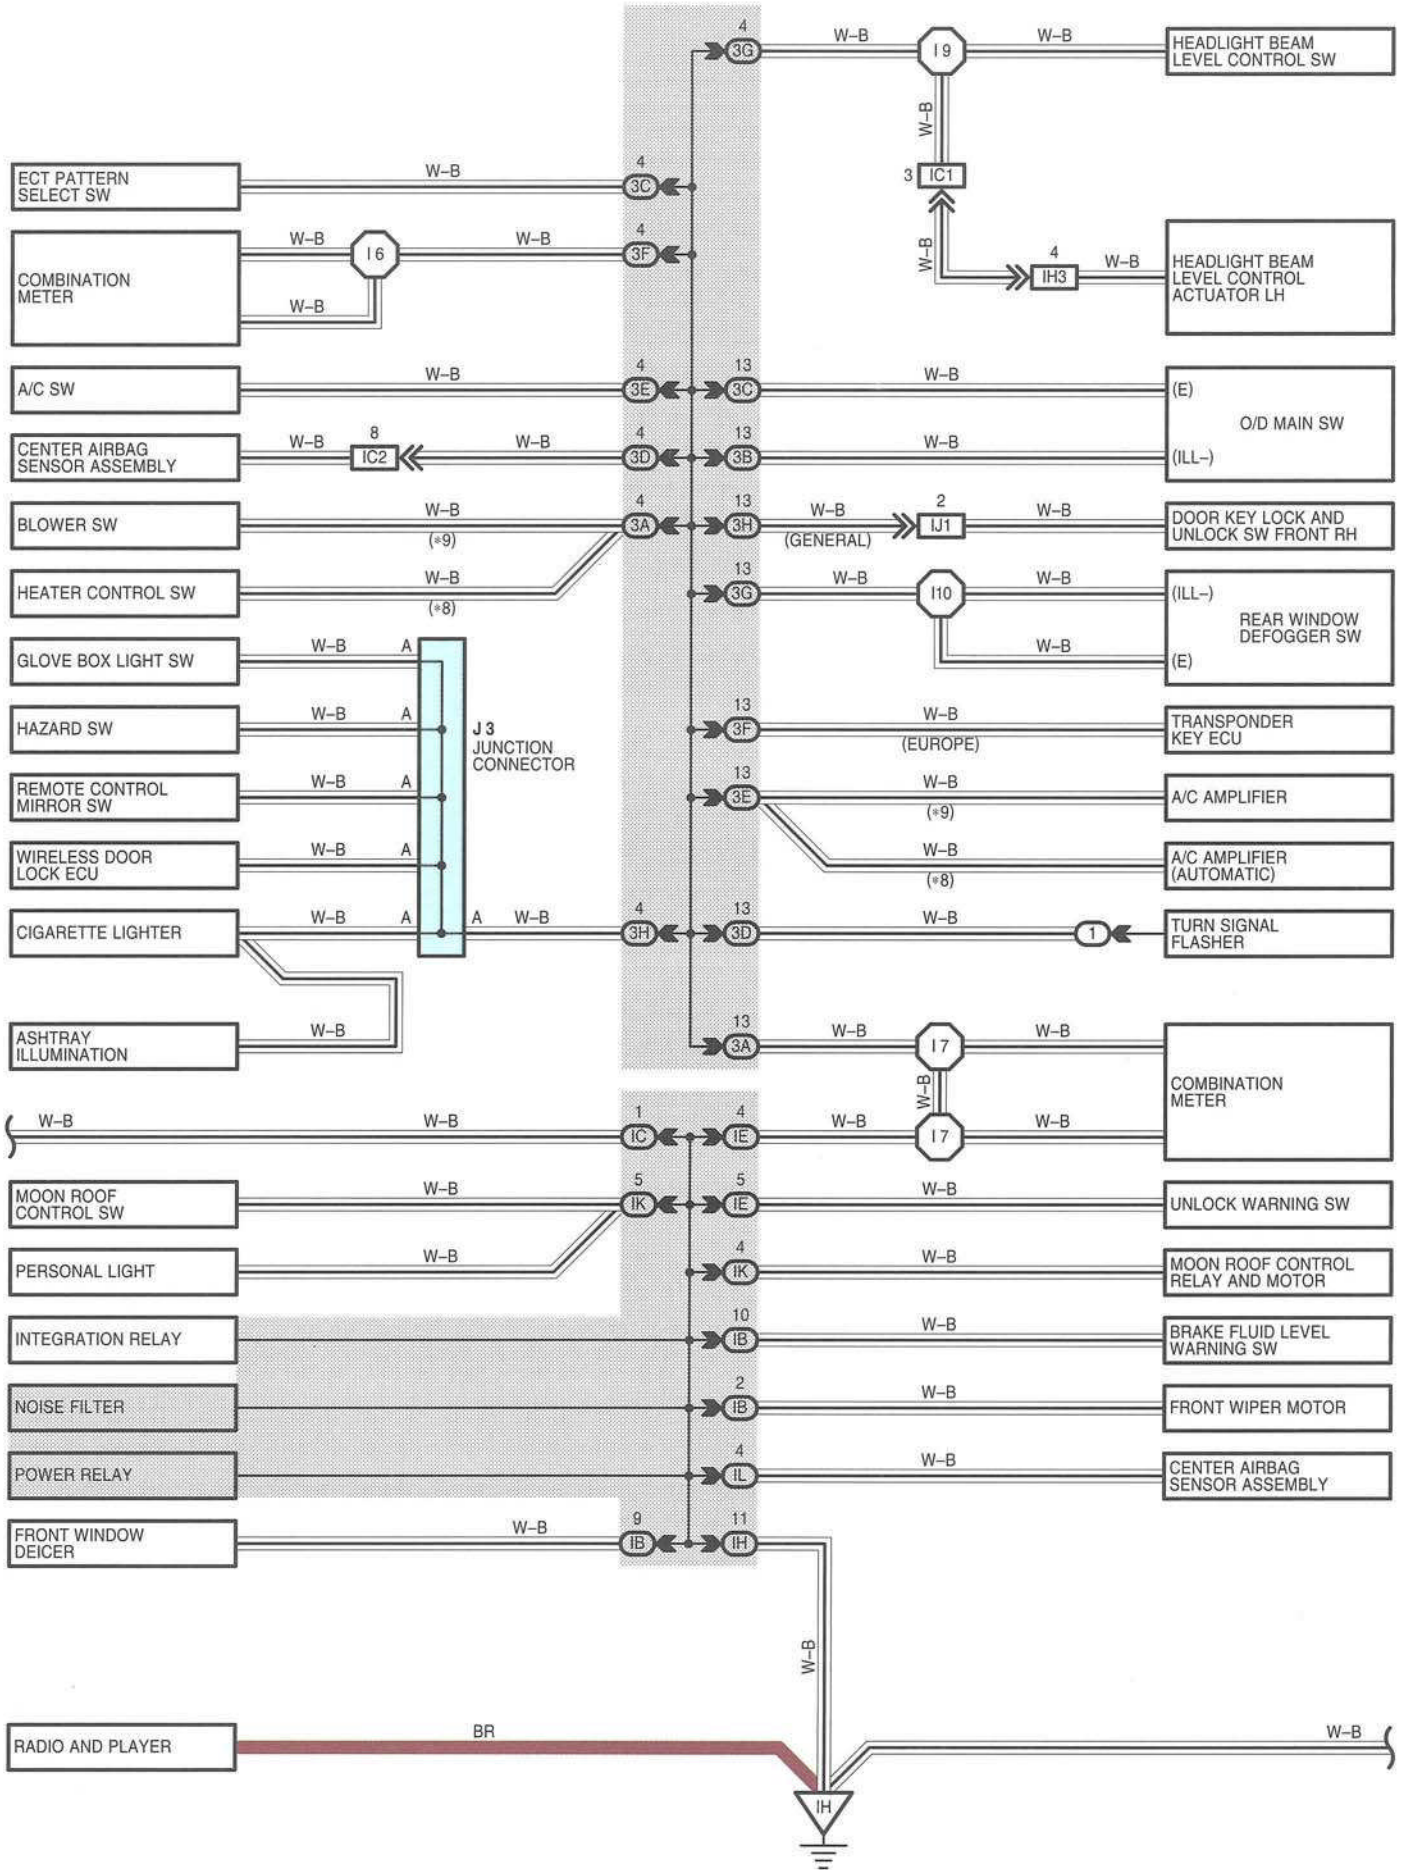 4
3G
W–B
I 9
W–B
HEADLIGHT BEAM
LEVEL CONTROL SW
W–B
3
IC1
ECT PATTERN
SELECT SW
W–B
4
3C
COMBINATION
METER
W–B
I 6
W–B
4
3F
W–B
W–B
4
IH3
W–B
HEADLIGHT BEAM
LEVEL CONTROL
ACTUATOR LH
A/C SW
W–B
4
3E
13
3C
W–B
(E)
O/D MAIN SW
CENTER AIRBAG
SENSOR ASSEMBLY
W–B
8
IC2
W–B
4
3D
13
3B
W–B
(ILL–)
BLOWER SW
W–B
(*9)
4
3A
13
3H
W–B
(GENERAL)
2
IJ1
W–B
DOOR KEY LOCK AND
UNLOCK SW FRONT RH
HEATER CONTROL SW
W–B
(*8)
13
3G
W–B
I10
W–B
(ILL–)
REAR WINDOW
DEFOGGER SW
W–B
(E)
GLOVE BOX LIGHT SW
W–B
A
HAZARD SW
W–B
A
J 3
JUNCTION
CONNECTOR
13
3F
W–B
(EUROPE)
TRANSPONDER
KEY ECU
REMOTE CONTROL
MIRROR SW
W–B
A
13
3E
W–B
(*9)
A/C AMPLIFIER
WIRELESS DOOR
LOCK ECU
W–B
A
W–B
(*8)
A/C AMPLIFIER
(AUTOMATIC)
CIGARETTE LIGHTER
W–B
A
A
W–B
4
3H
13
3D
W–B
1
TURN SIGNAL
FLASHER
ASHTRAY
ILLUMINATION
W–B
13
3A
W–B
I 7
W–B
COMBINATION
METER
W–B
W–B
W–B
1
IC
4
IE
W–B
I 7
W–B
MOON ROOF
CONTROL SW
W–B
5
IK
5
IE
W–B
UNLOCK WARNING SW
PERSONAL LIGHT
W–B
4
IK
W–B
MOON ROOF CONTROL
RELAY AND MOTOR
INTEGRATION RELAY
10
IB
W–B
BRAKE FLUID LEVEL
WARNING SW
NOISE FILTER
2
IB
W–B
FRONT WIPER MOTOR
POWER RELAY
4
IL
W–B
CENTER AIRBAG
SENSOR ASSEMBLY
FRONT WINDOW
DEICER
W–B
9
IB
11
IH
W–B
RADIO AND PLAYER
BR
W–B
IH